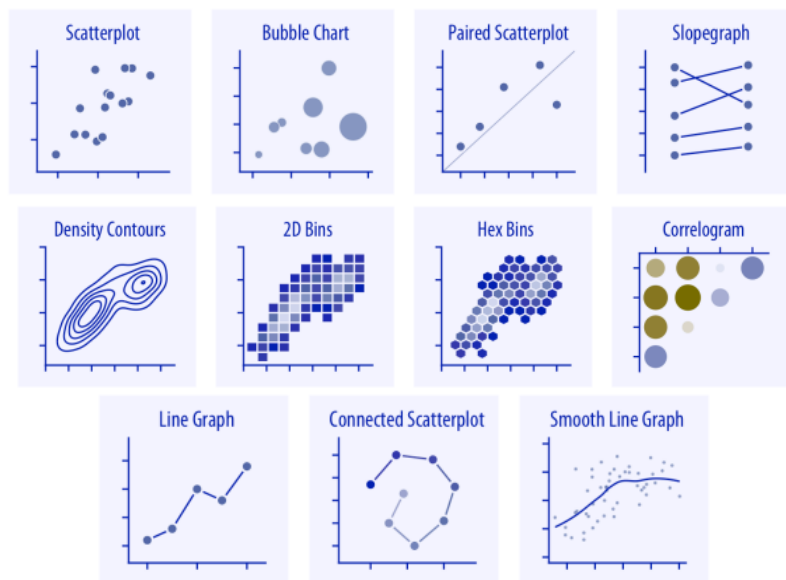 Scatterplot
Bubble Chart
Paired Scatterplot
Slopegraph
Density Contours
2D Bins
Hex Bins
Correlogram
Line Graph
Connected Scatterplot
Smooth Line Graph